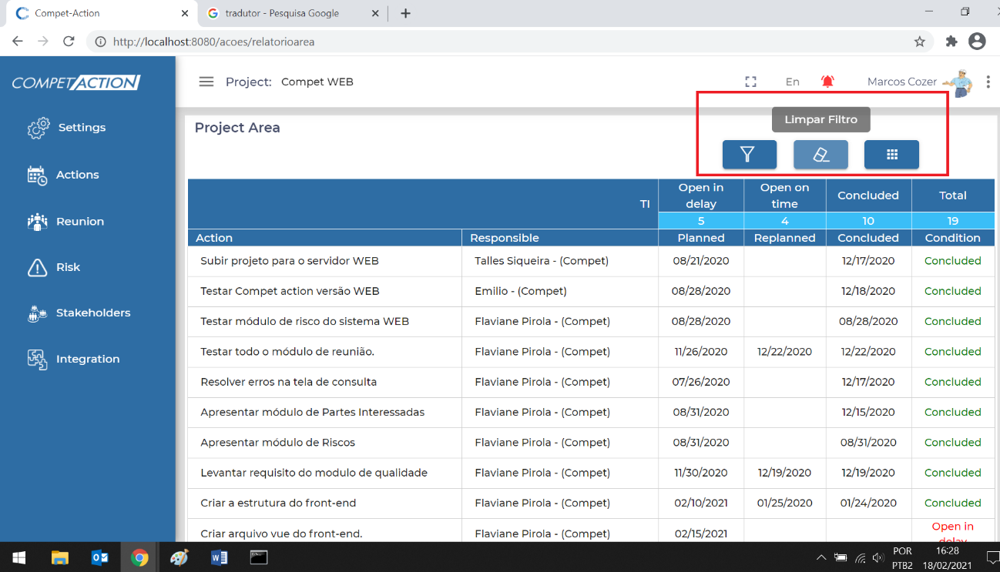 Compet-Action
tradutor - Pesquisa Google
http://localhost:8080/acoes/relatorioarea
COMPETACTION
Project: Compet WEB
En
Marcos Cozer
Settings
Actions
Reunion
Risk
Stakeholders
Integration
Project Area
Limpar Filtro
TI
Open in delay
Open on time
Concluded
Total
5 4 10 19
Action Responsible Planned Replanned Concluded Condition
Subir projeto para o servidor WEB Talles Siqueira - (Compet) 08/21/2020 12/17/2020 Concluded
Testar Compet action versão WEB Emilio - (Compet) 08/28/2020 12/18/2020 Concluded
Testar módulo de risco do sistema WEB Flaviane Pirola - (Compet) 08/28/2020 08/28/2020 Concluded
Testar todo o módulo de reunião. Flaviane Pirola - (Compet) 11/26/2020 12/22/2020 12/22/2020 Concluded
Resolver erros na tela de consulta Flaviane Pirola - (Compet) 07/26/2020 12/17/2020 Concluded
Apresentar módulo de Partes Interessadas Flaviane Pirola - (Compet) 08/31/2020 12/15/2020 Concluded
Apresentar módulo de Riscos Flaviane Pirola - (Compet) 08/31/2020 08/31/2020 Concluded
Levantar requisito do modulo de qualidade Flaviane Pirola - (Compet) 11/30/2020 12/19/2020 12/19/2020 Concluded
Criar a estrutura do front-end Flaviane Pirola - (Compet) 02/10/2021 01/25/2020 01/24/2020 Concluded
Criar arquivo vue do front-end. Flaviane Pirola - (Compet) 02/15/2021 Open in delay
POR
PTB2
16:28
18/02/2021